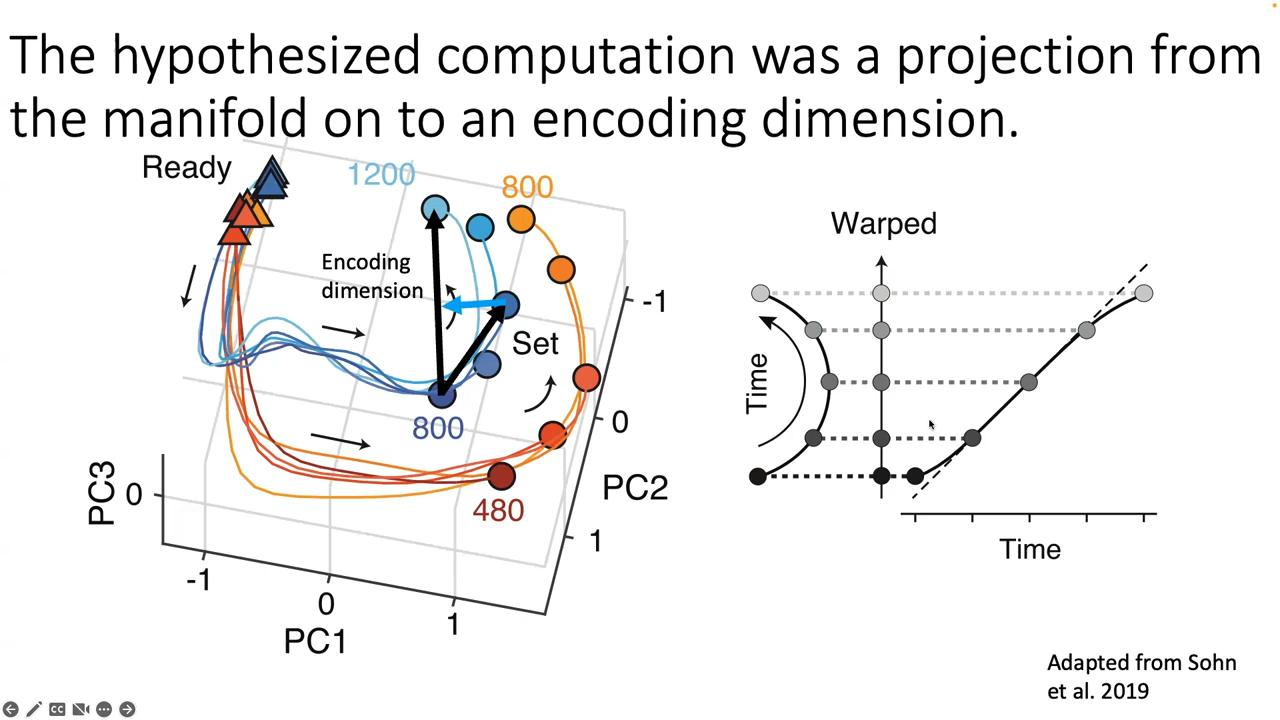 The hypothesized computation was a projection from
the manifold on to an encoding dimension.
Ready
1200
800
Encoding
dimension
Set
800
480
-1
0
1
PC2
PC3
0
-1
0
1
PC1
Warped
Time
Time
Adapted from Sohn
et al. 2019
CC